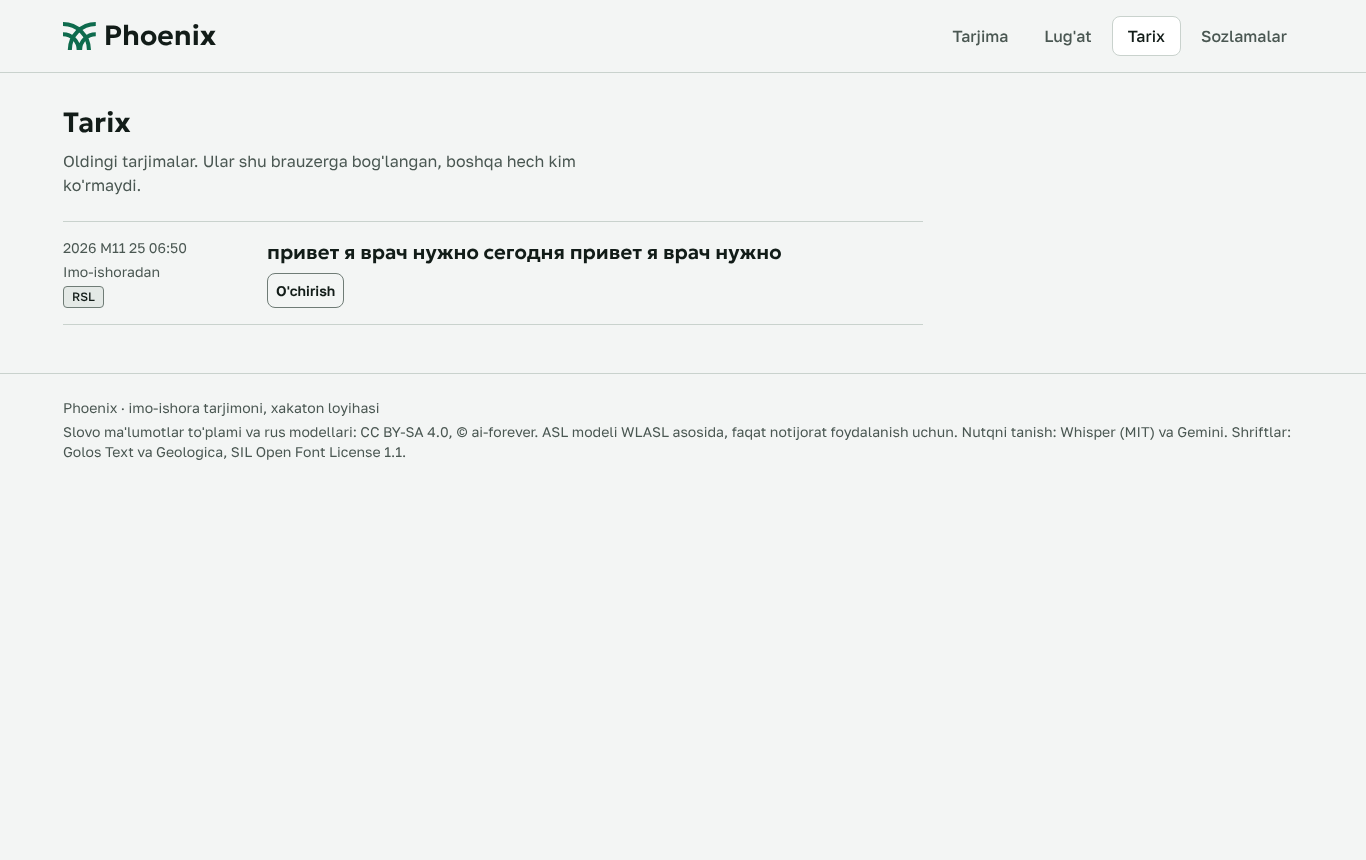 Phoenix
Tarjima
Lug'at
Tarix
Sozlamalar
Tarix
Oldingi tarjimalar. Ular shu brauzerga bog'langan, boshqa hech kim
ko'rmaydi.
2026 M11 25 06:50
Imo-ishoradan
RSL
привет я врач нужно сегодня привет я врач нужно
O'chirish
Phoenix · imo-ishora tarjimoni, xakaton loyihasi
Slovo ma'lumotlar to'plami va rus modellari: CC BY-SA 4.0, © ai-forever. ASL modeli WLASL asosida, faqat notijorat foydalanish uchun. Nutqni tanish: Whisper (MIT) va Gemini. Shriftlar:
Golos Text va Geologica, SIL Open Font License 1.1.